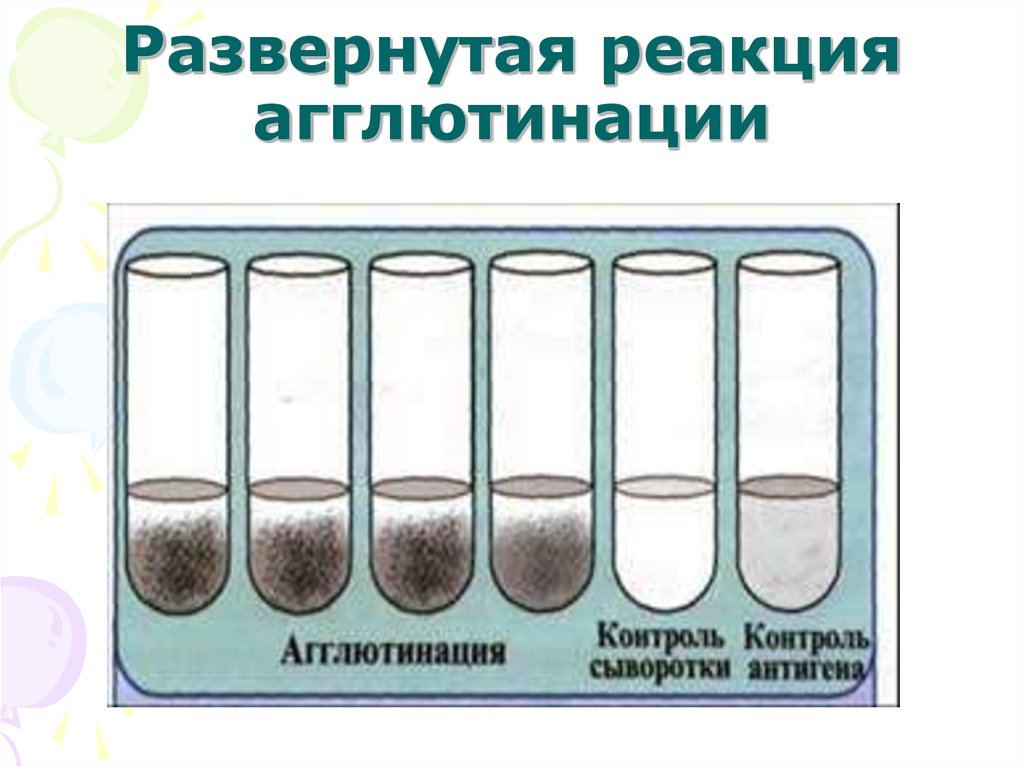 Развернутая реакция
агглютинации
Агглютинация
Контроль
сыворотки
Контроль
антигена